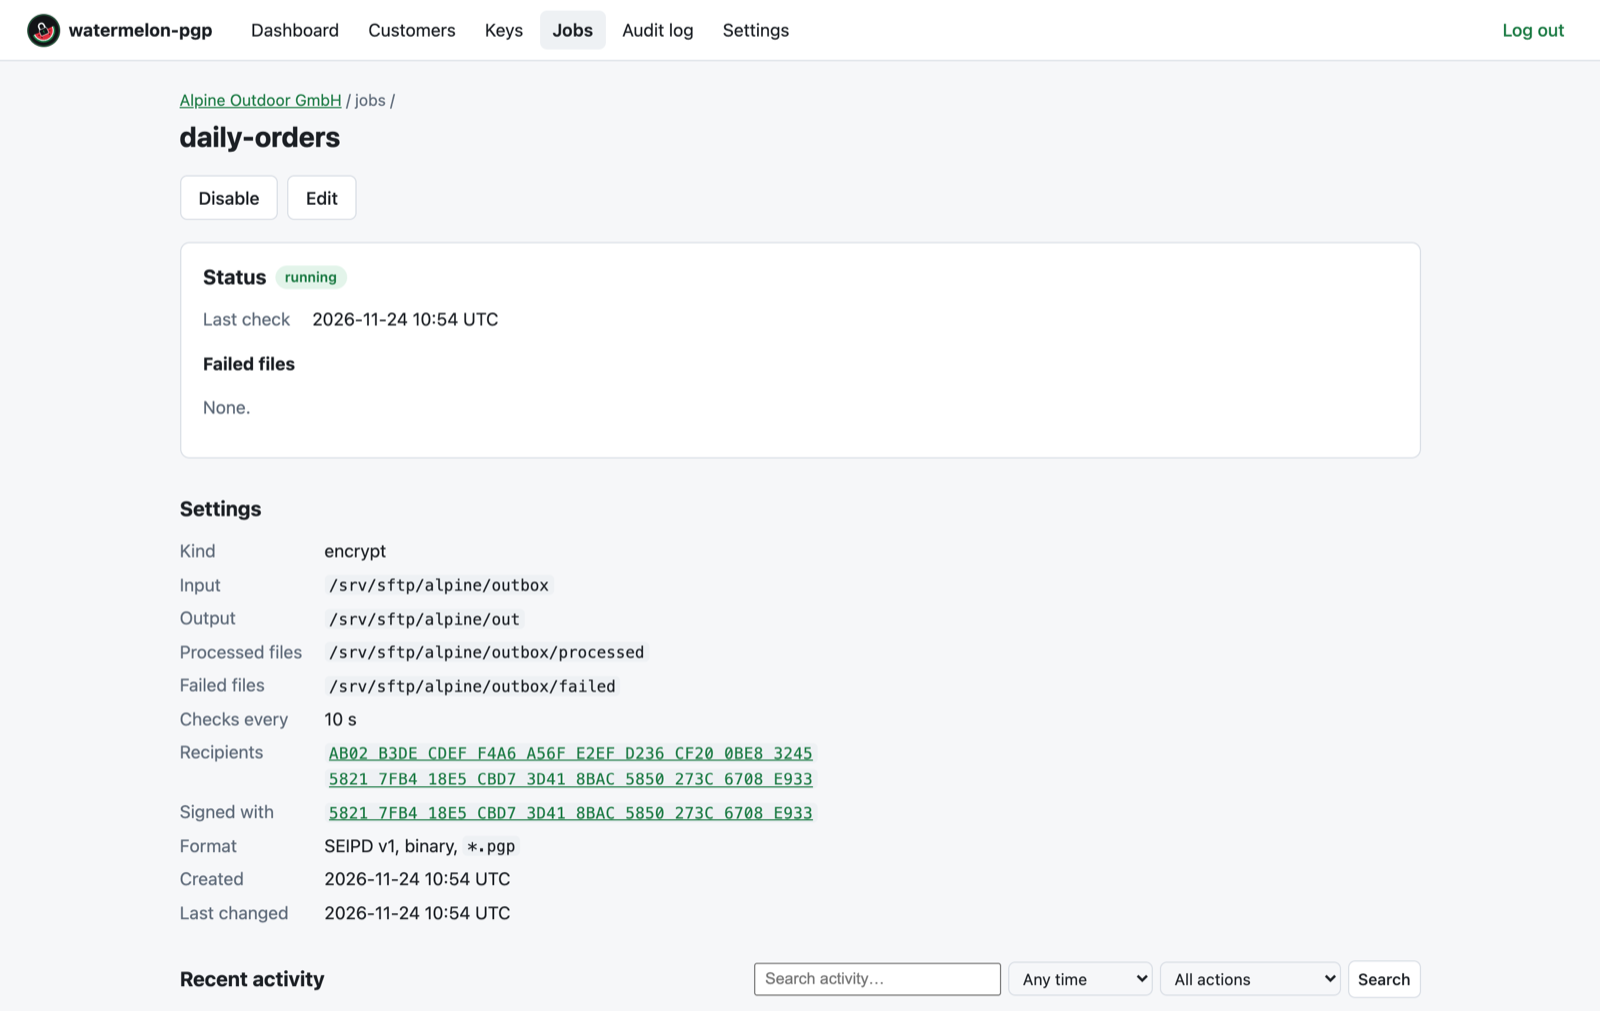 watermelon-pgp Dashboard Customers Keys Jobs Audit log Settings Log out
Alpine Outdoor GmbH / jobs /
daily-orders
Disable Edit
Status running
Last check 2026-11-24 10:54 UTC
Failed files
None.
Settings
Kind encrypt
Input /srv/sftp/alpine/outbox
Output /srv/sftp/alpine/out
Processed files /srv/sftp/alpine/outbox/processed
Failed files /srv/sftp/alpine/outbox/failed
Checks every 10 s
Recipients AB02 B3DE CDEF F4A6 A56F E2EF D236 CF20 0BE8 3245
5821 7FB4 18E5 CBD7 3D41 8BAC 5850 273C 6708 E933
Signed with 5821 7FB4 18E5 CBD7 3D41 8BAC 5850 273C 6708 E933
Format SEIPD v1, binary, *.pgp
Created 2026-11-24 10:54 UTC
Last changed 2026-11-24 10:54 UTC
Recent activity Search activity... Any time All actions Search